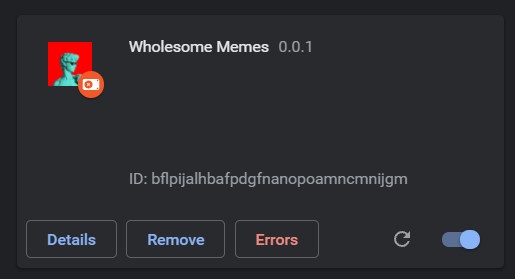 Wholesome Memes 0.0.1
ID: bflpijalhbafpdgfnanopoamncmnijgm
Details Remove Errors